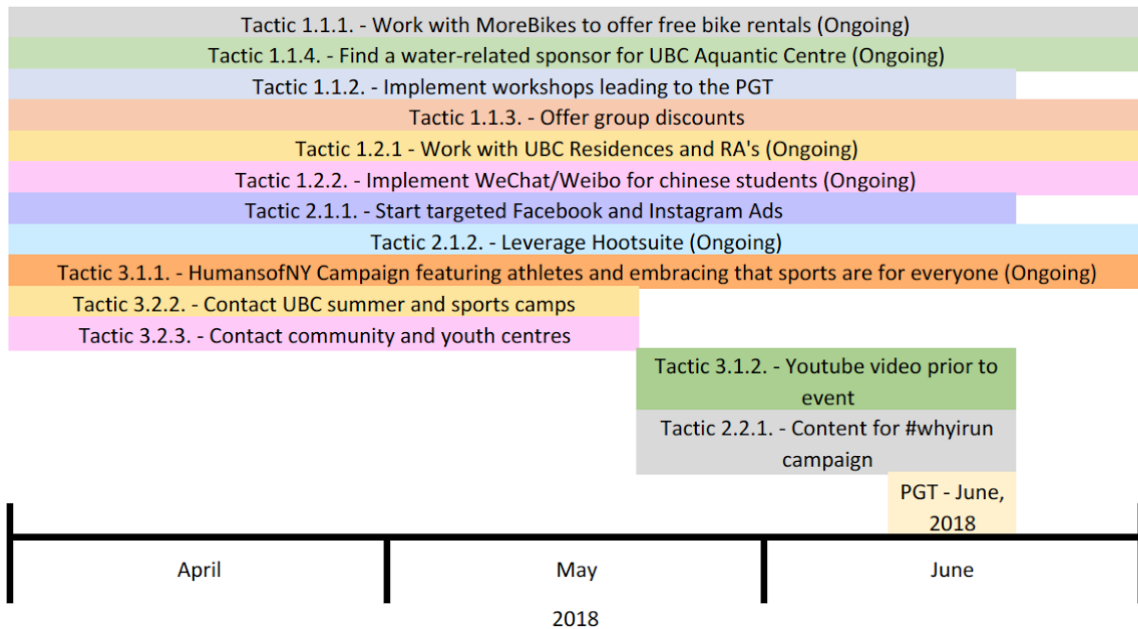 Tactic 1.1.1. - Work with MoreBikes to offer free bike rentals (Ongoing)
Tactic 1.1.4. - Find a water-related sponsor for UBC Aquantic Centre (Ongoing)
Tactic 1.1.2. - Implement workshops leading to the PGT
Tactic 1.1.3. - Offer group discounts
Tactic 1.2.1 - Work with UBC Residences and RA's (Ongoing)
Tactic 1.2.2. - Implement WeChat/Weibo for chinese students (Ongoing)
Tactic 2.1.1. - Start targeted Facebook and Instagram Ads
Tactic 2.1.2. - Leverage Hootsuite (Ongoing)
Tactic 3.1.1. - HumansofNY Campaign featuring athletes and embracing that sports are for everyone (Ongoing)
Tactic 3.2.2. - Contact UBC summer and sports camps
Tactic 3.2.3. - Contact community and youth centres
Tactic 3.1.2. - Youtube video prior to
event
Tactic 2.2.1. - Content for #whyirun
campaign
PGT - June,
2018
April
May
June
2018